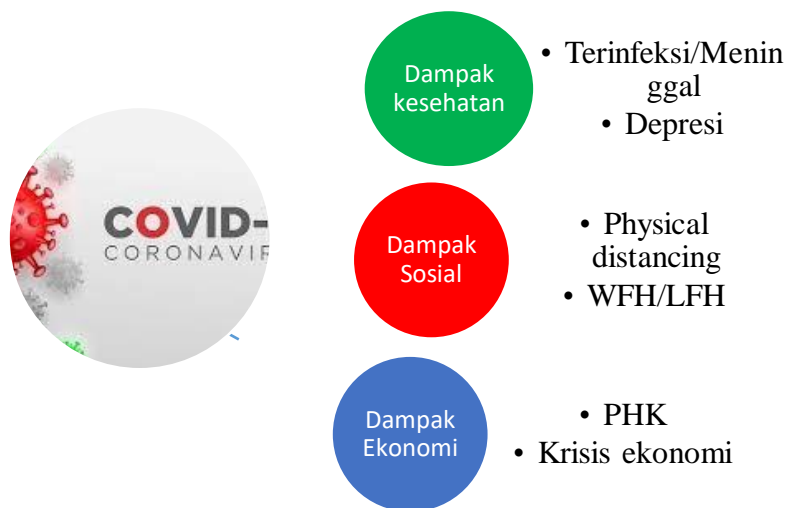 COVID-
CORONAVIR
Dampak
kesehatan
• Terinfeksi/Menin
ggal
• Depresi
Dampak
Sosial
• Physical
distancing
• WFH/LFH
Dampak
Ekonomi
• PHK
• Krisis ekonomi